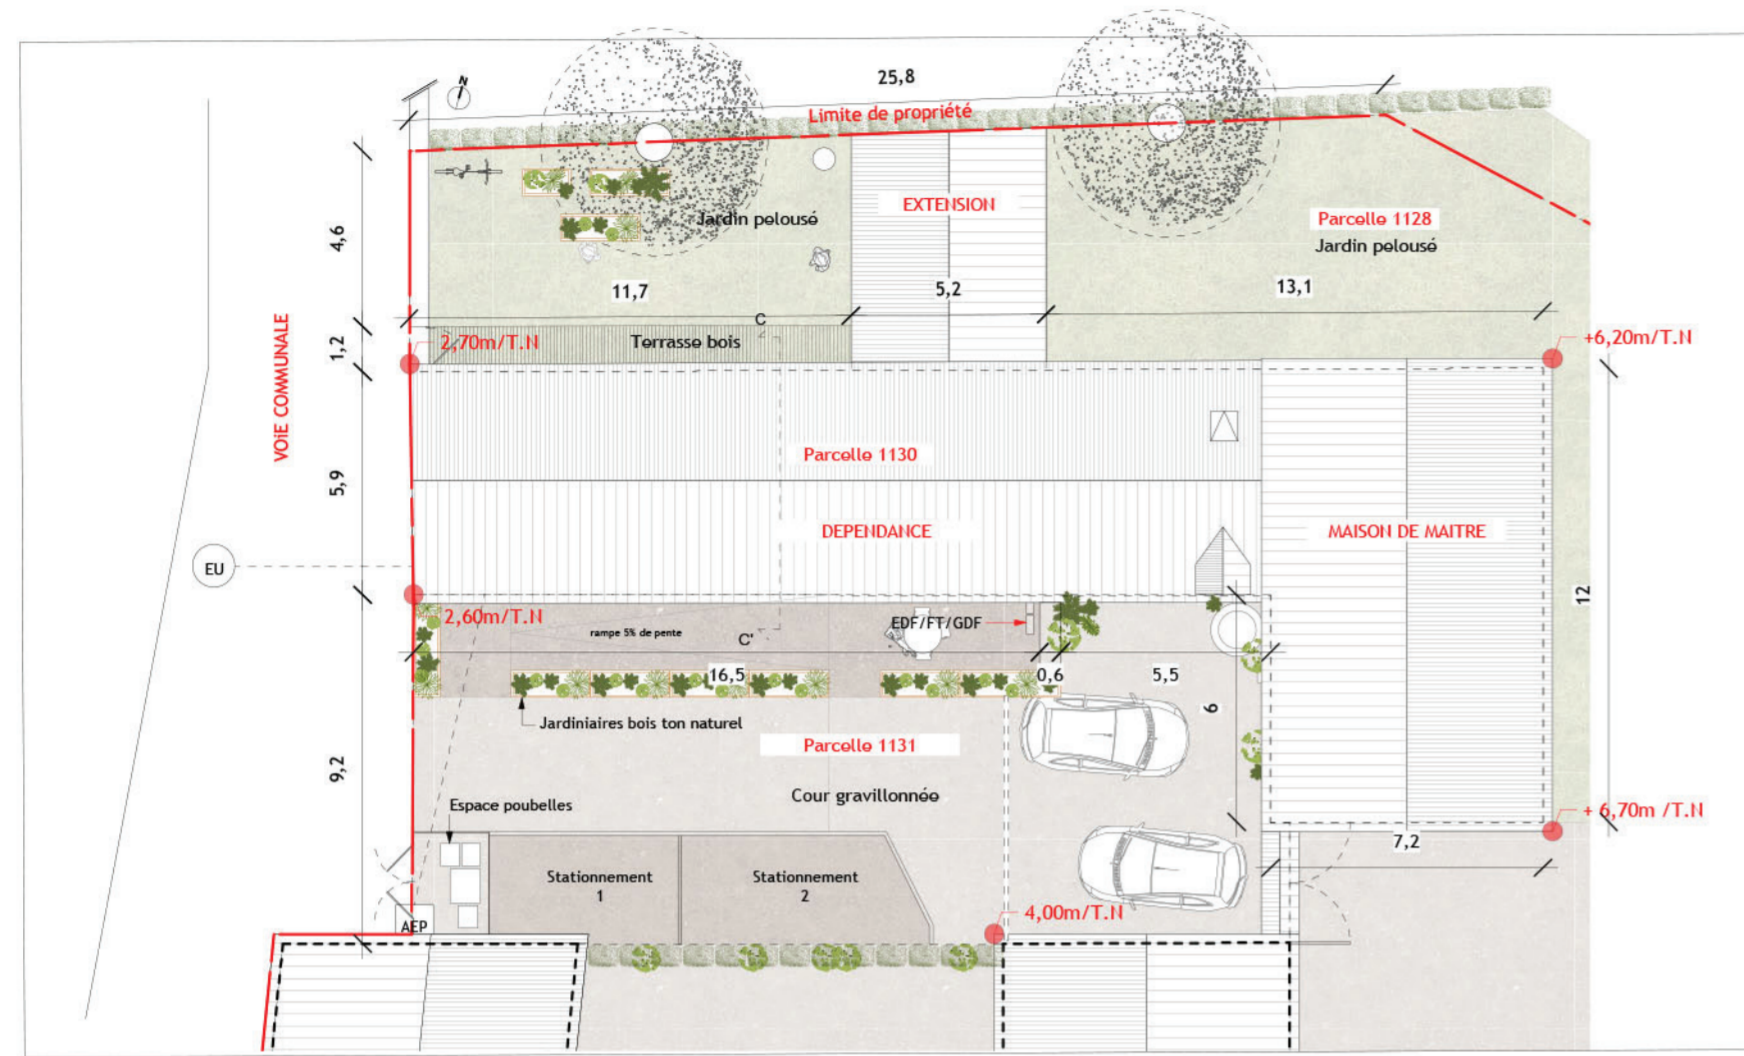 N
25,8
Limite de propriété
EXTENSION
Parcelle 1128
Jardin pelousé
Jardin pelousé
4,6
11,7
5,2
13,1
C
VOIE COMMUNALE
1,2
2,70m/T.N
Terrasse bois
+6,20m/T.N
Parcelle 1130
5,9
DEPENDANCE
MAISON DE MAITRE
EU
12
2,60m/T.N
rampe 5% de pente
C'
EDF/FT/GDF
16,5
0,6
5,5
6
Jardiniaires bois ton naturel
Parcelle 1131
9,2
Cour gravillonnée
Espace poubelles
+ 6,70m /T.N
7,2
Stationnement
1
Stationnement
2
4,00m/T.N
AEP